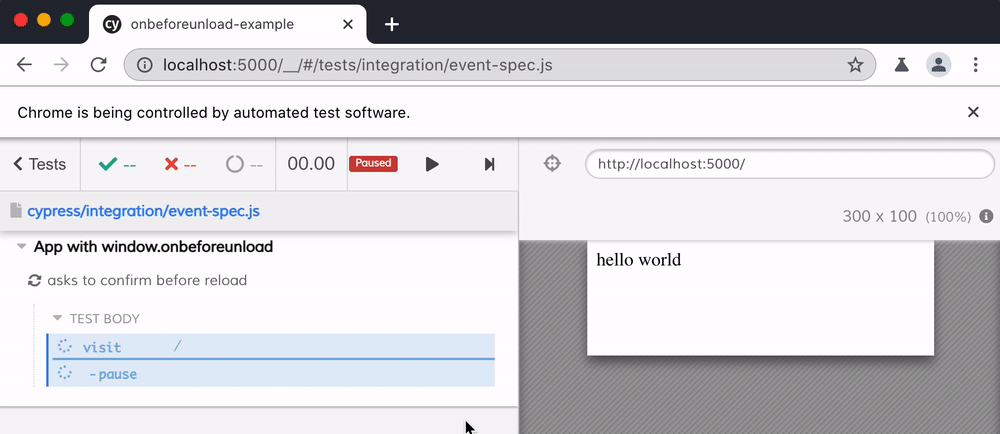 cy onbeforeunload-example
localhost:5000/__/#/tests/integration/event-spec.js
Chrome is being controlled by automated test software.
Tests -- -- -- 00.00 Paused
http://localhost:5000/
cypress/integration/event-spec.js
300 x 100 (100%)
App with window.onbeforeunload
hello world
asks to confirm before reload
TEST BODY
visit /
-pause